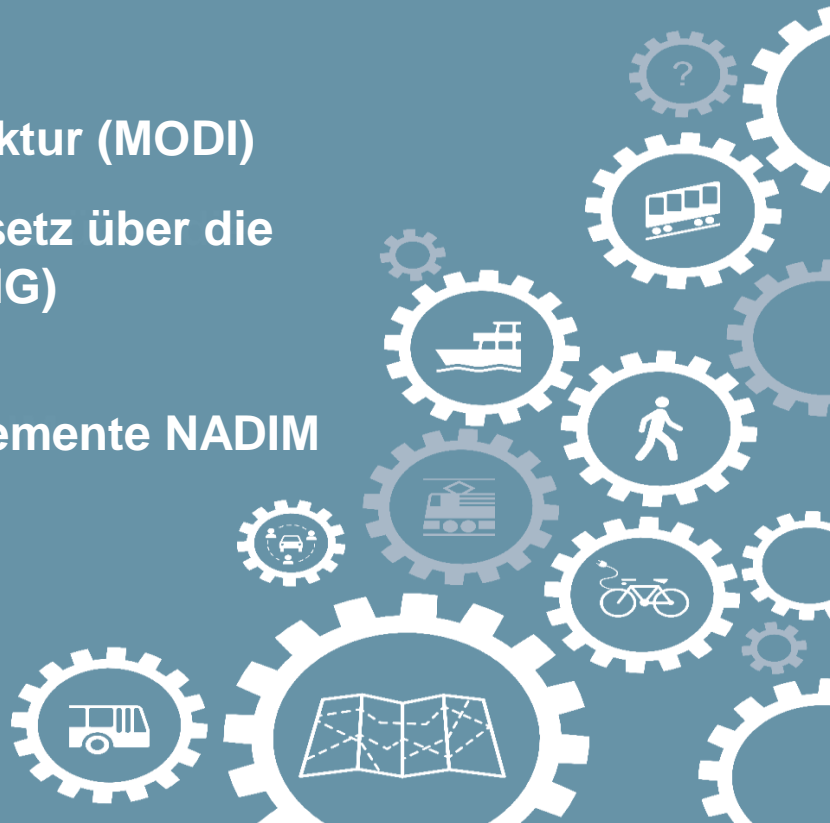 ktur (MODI)
setz über die
IG)
emente NADIM
?